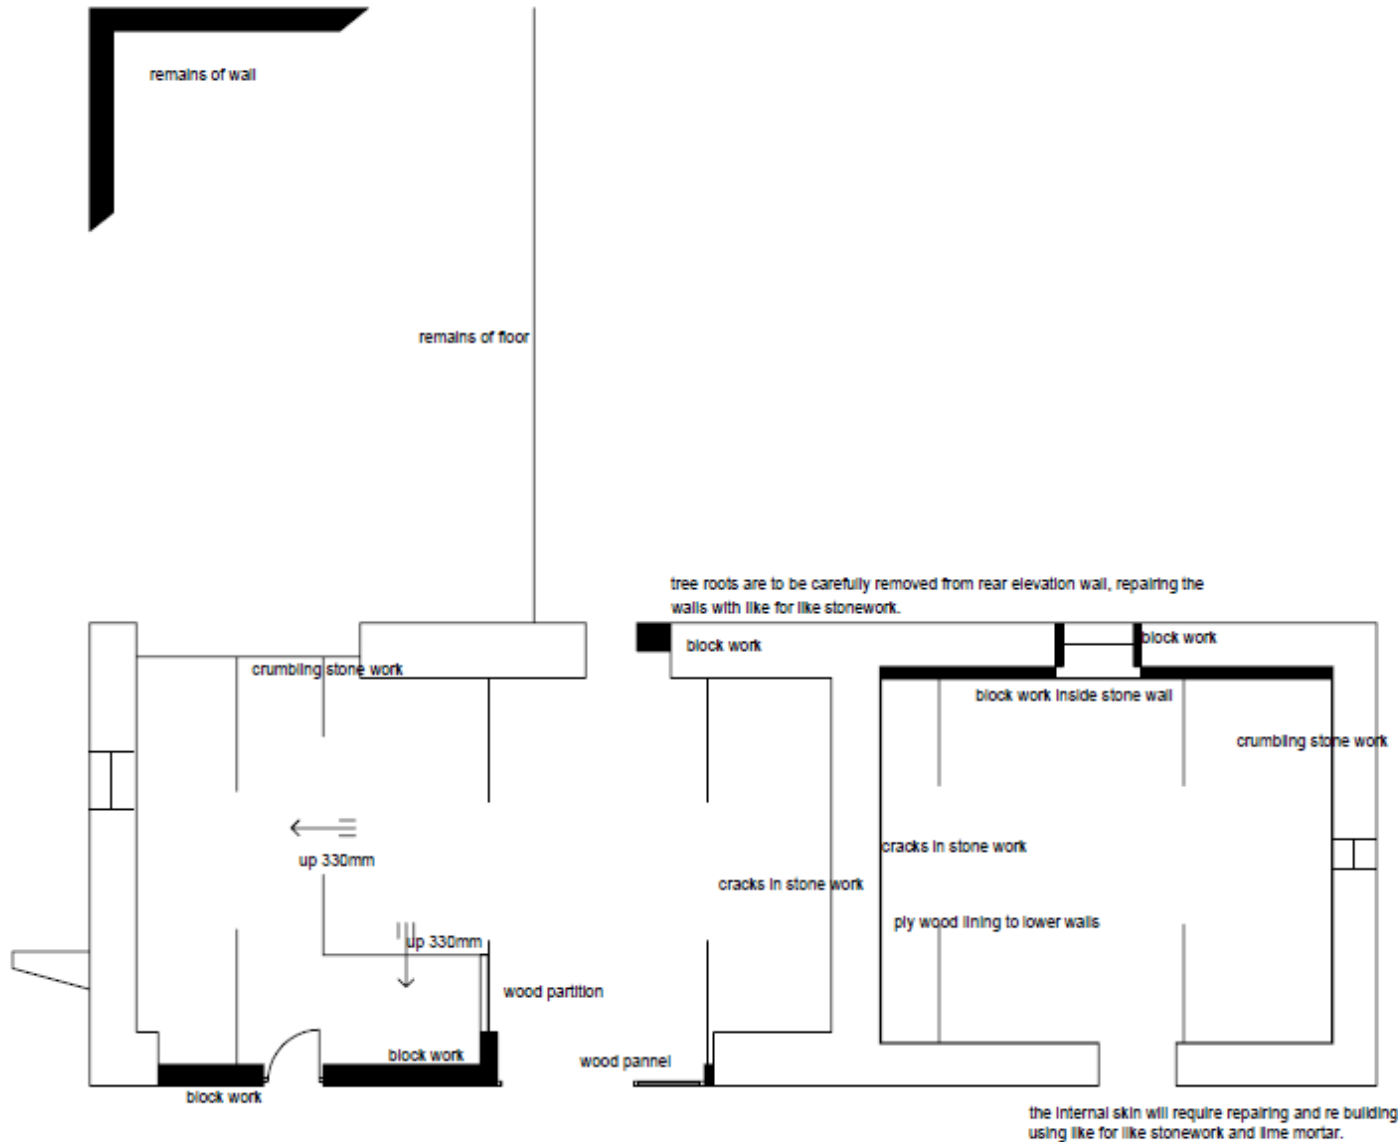 remains of wall
remains of floor
tree roots are to be carefully removed from rear elevation wall, repairing the
walls with like for like stonework.
block work
block work
crumbling stone work
block work inside stone wall
crumbling stone work
up 330mm
cracks in stone work
cracks in stone work
ply wood lining to lower walls
up 330mm
wood partition
block work
wood pannel
block work
the internal skin will require repairing and re building
using like for like stonework and lime mortar.